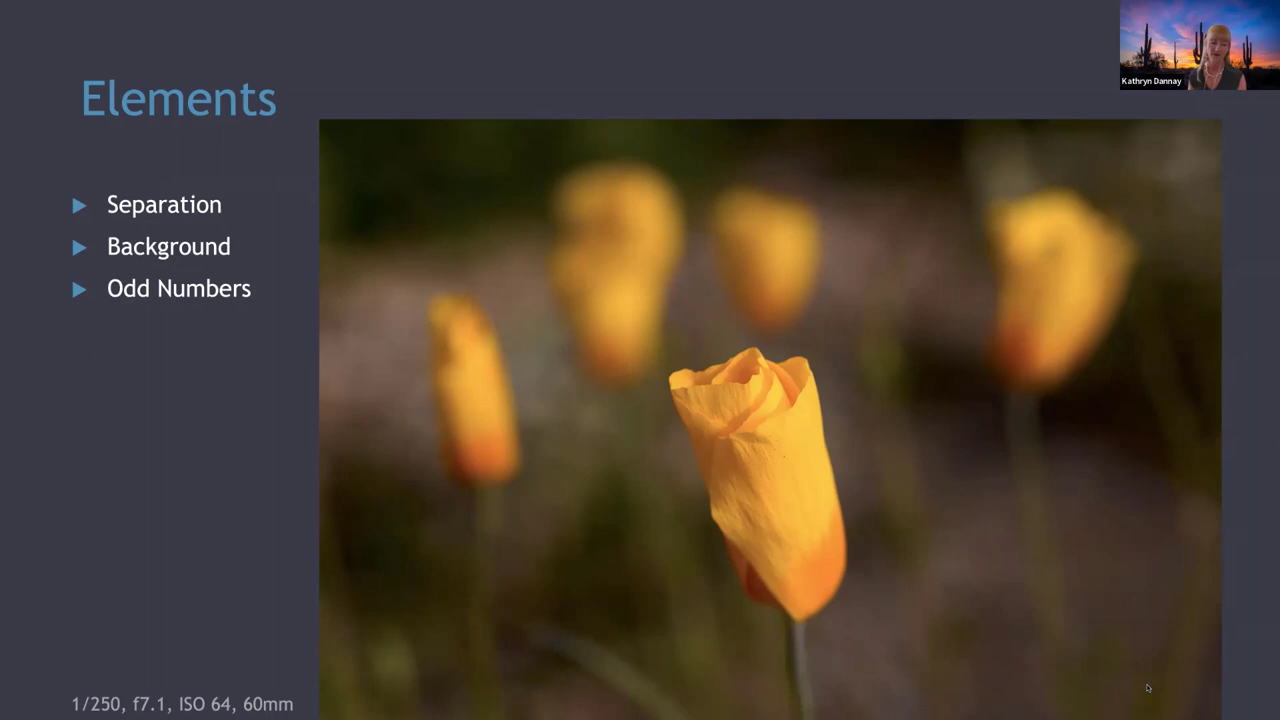 Kathryn Dannay
Elements
Separation
Background
Odd Numbers
1/250, f7.1, ISO 64, 60mm